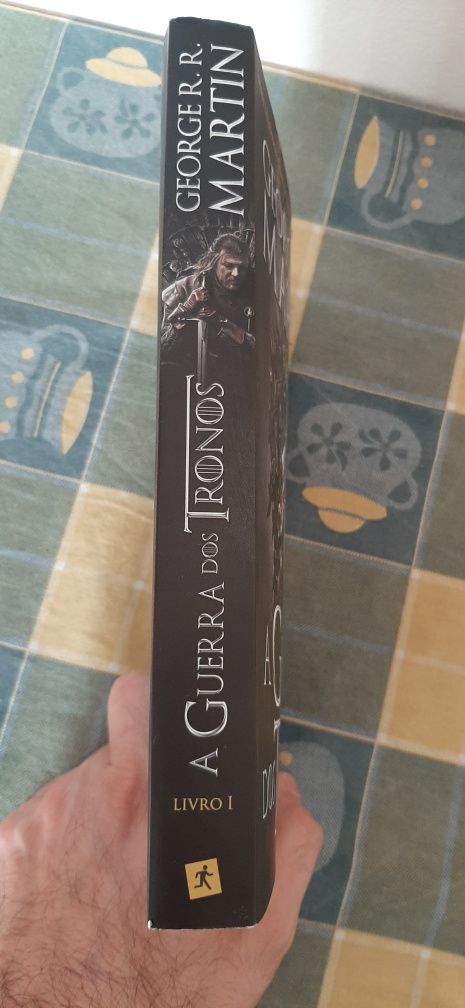 GEORGE R. R.
MARTIN
A GUERRA DOS TRONOS
LIVRO I